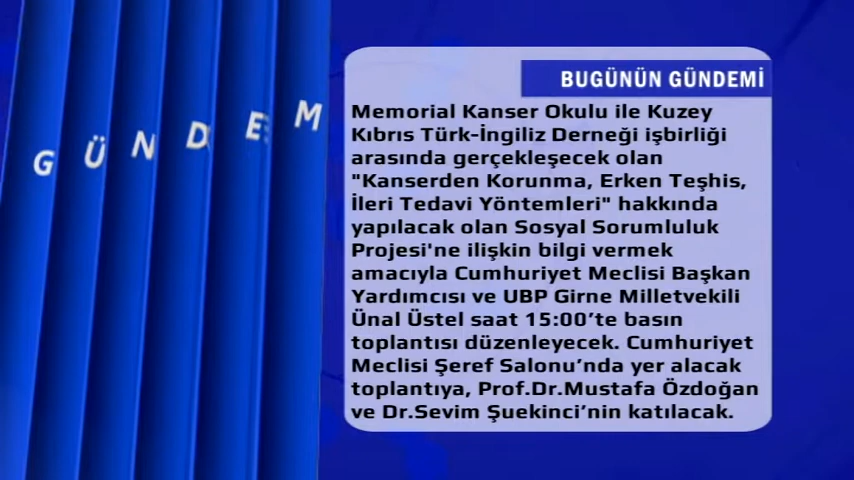 GÜNDEM
BUGÜNÜN GÜNDEMİ
Memorial Kanser Okulu ile Kuzey
Kıbrıs Türk-İngiliz Derneği işbirliği
arasında gerçekleşecek olan
"Kanserden Korunma, Erken Teşhis,
İleri Tedavi Yöntemleri" hakkında
yapılacak olan Sosyal Sorumluluk
Projesi'ne ilişkin bilgi vermek
amacıyla Cumhuriyet Meclisi Başkan
Yardımcısı ve UBP Girne Milletvekili
Ünal Üstel saat 15:00’te basın
toplantısı düzenleyecek. Cumhuriyet
Meclisi Şeref Salonu’nda yer alacak
toplantıya, Prof.Dr.Mustafa Özdoğan
ve Dr.Sevim Şuekinci’nin katılacak.